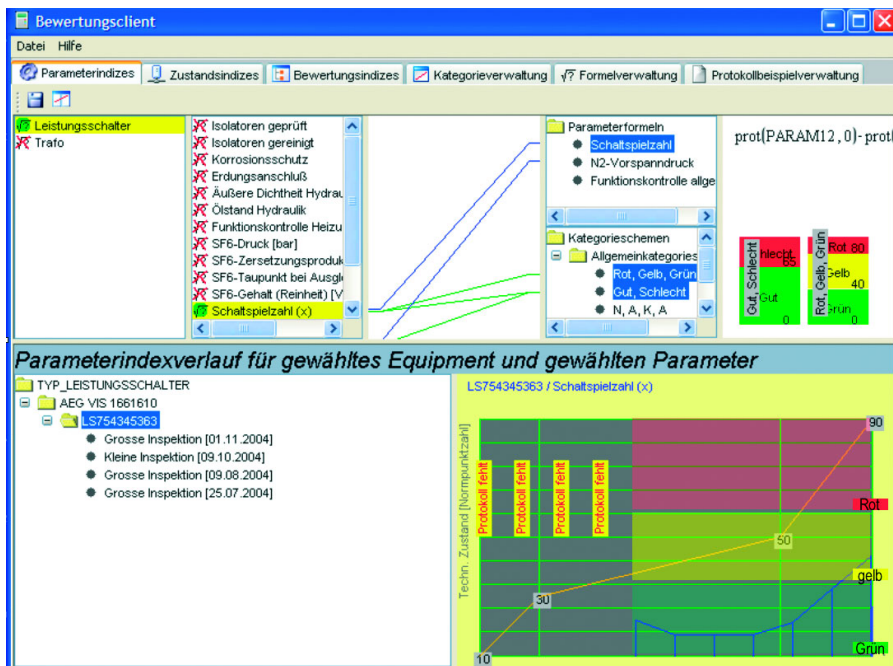 Bewertungsclient
Datei Hilfe
Parameterindizes Zustandsindizes Bewertungsindizes Kategorieverwaltung √? Formelverwaltung Protokollbeispielverwaltung
Leistungsschalter
Trafo
Isolatoren geprüft
Isolatoren gereinigt
Korrosionsschutz
Erdungsanschluß
Äußere Dichtheit Hydrau
Ölstand Hydraulik
Funktionskontrolle Heizu
SF6-Druck [bar]
SF6-Zersetzungsproduk
SF6-Taupunkt bei Ausgl
SF6-Gehalt (Reinheit) [V
Schaltspielzahl (x)
Parameterformeln
Schaltspielzahl
N2-Vorspanndruck
Funktionskontrolle allge
Kategorieschemen
Allgemeinkategories
Rot, Gelb, Grün
Gut, Schlecht
N, A, K, A
prot(PARAM12,0)-prot
Gut, Schlecht
hlecht
65
Gut
0
Rot, Gelb, Grün
Rot 80
Gelb
40
Grün
0
Parameterindexverlauf für gewähltes Equipment und gewählten Parameter
TYP_LEISTUNGSSCHALTER
AEG VIS 1661610
LS754345363
Grosse Inspektion [01.11.2004]
Kleine Inspektion [09.10.2004]
Grosse Inspektion [09.08.2004]
Grosse Inspektion [25.07.2004]
LS754345363 / Schaltspielzahl (x)
Techn. Zustand [Normpunktzahl]
Protokoll fehlt
Protokoll fehlt
Protokoll fehlt
Protokoll fehlt
90
Rot
50
gelb
30
Grün
10